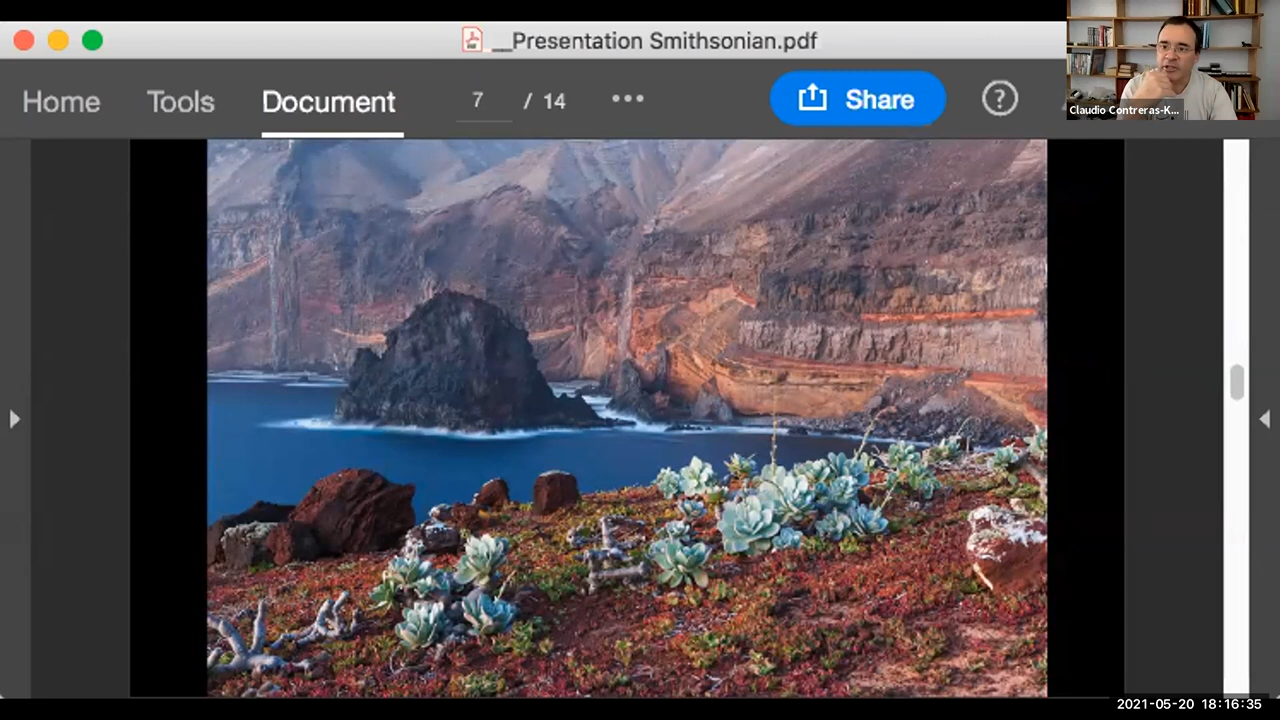 __Presentation Smithsonian.pdf
Home Tools Document 7 / 14 ••• Share ?
Claudio Contreras-K...
2021-05-20 18:16:35